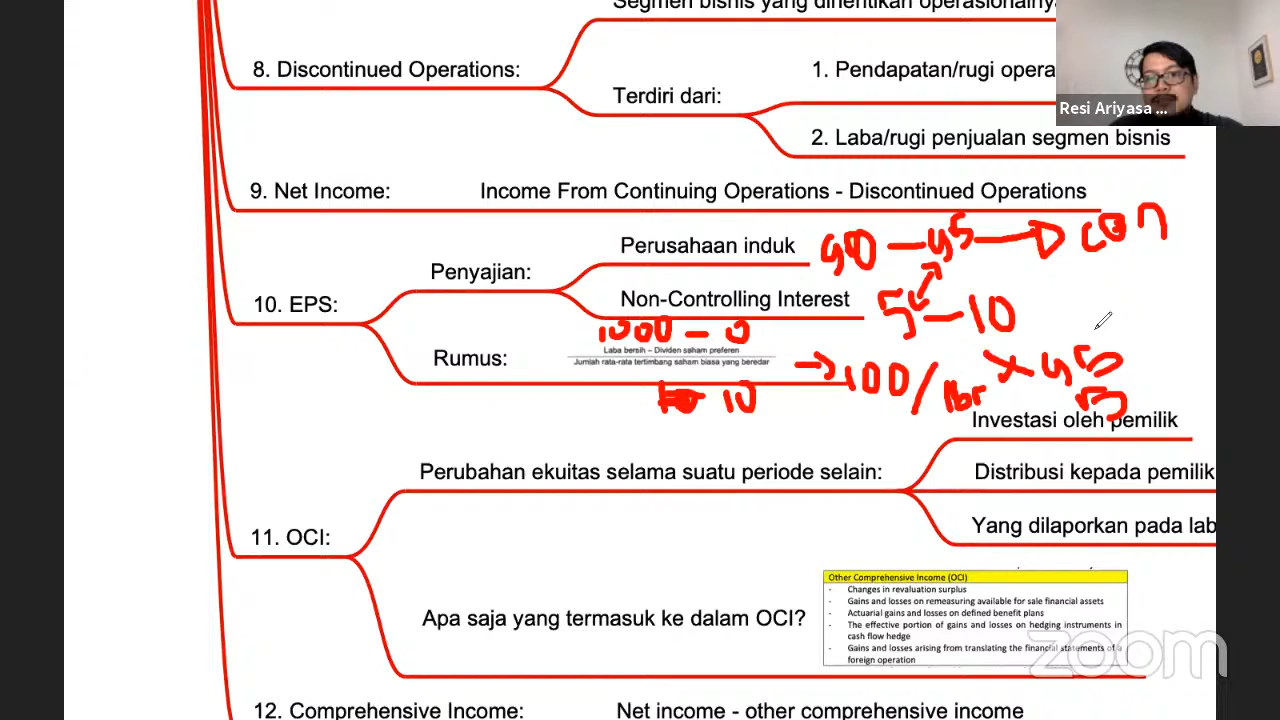 Segmen bisnis yang dihentikan operasionalnya
Resi Ariyasa ...
8. Discontinued Operations:
1. Pendapatan/rugi opera
Terdiri dari:
2. Laba/rugi penjualan segmen bisnis
9. Net Income:
Income From Continuing Operations - Discontinued Operations
Perusahaan induk
Penyajian:
Non-Controlling Interest
5 – 10
10. EPS:
1000 – 0
Rumus:
Laba bersih – Dividen saham preferen
Jumlah rata-rata tertimbang saham biasa yang beredar
100/lbr x 45
10
5
Investasi oleh pemilik
Perubahan ekuitas selama suatu periode selain:
Distribusi kepada pemilik
Yang dilaporkan pada lab
11. OCI:
Apa saja yang termasuk ke dalam OCI?
Other Comprehensive Income (OCI)
- Changes in revaluation surplus
- Gains and losses on remeasuring available for sale financial assets
- Actuarial gains and losses on defined benefit plans
- The effective portion of gains and losses on hedging instruments in
cash flow hedge
- Gains and losses arising from translating the financial statements of a
foreign operation
zoom
12. Comprehensive Income:
Net income - other comprehensive income